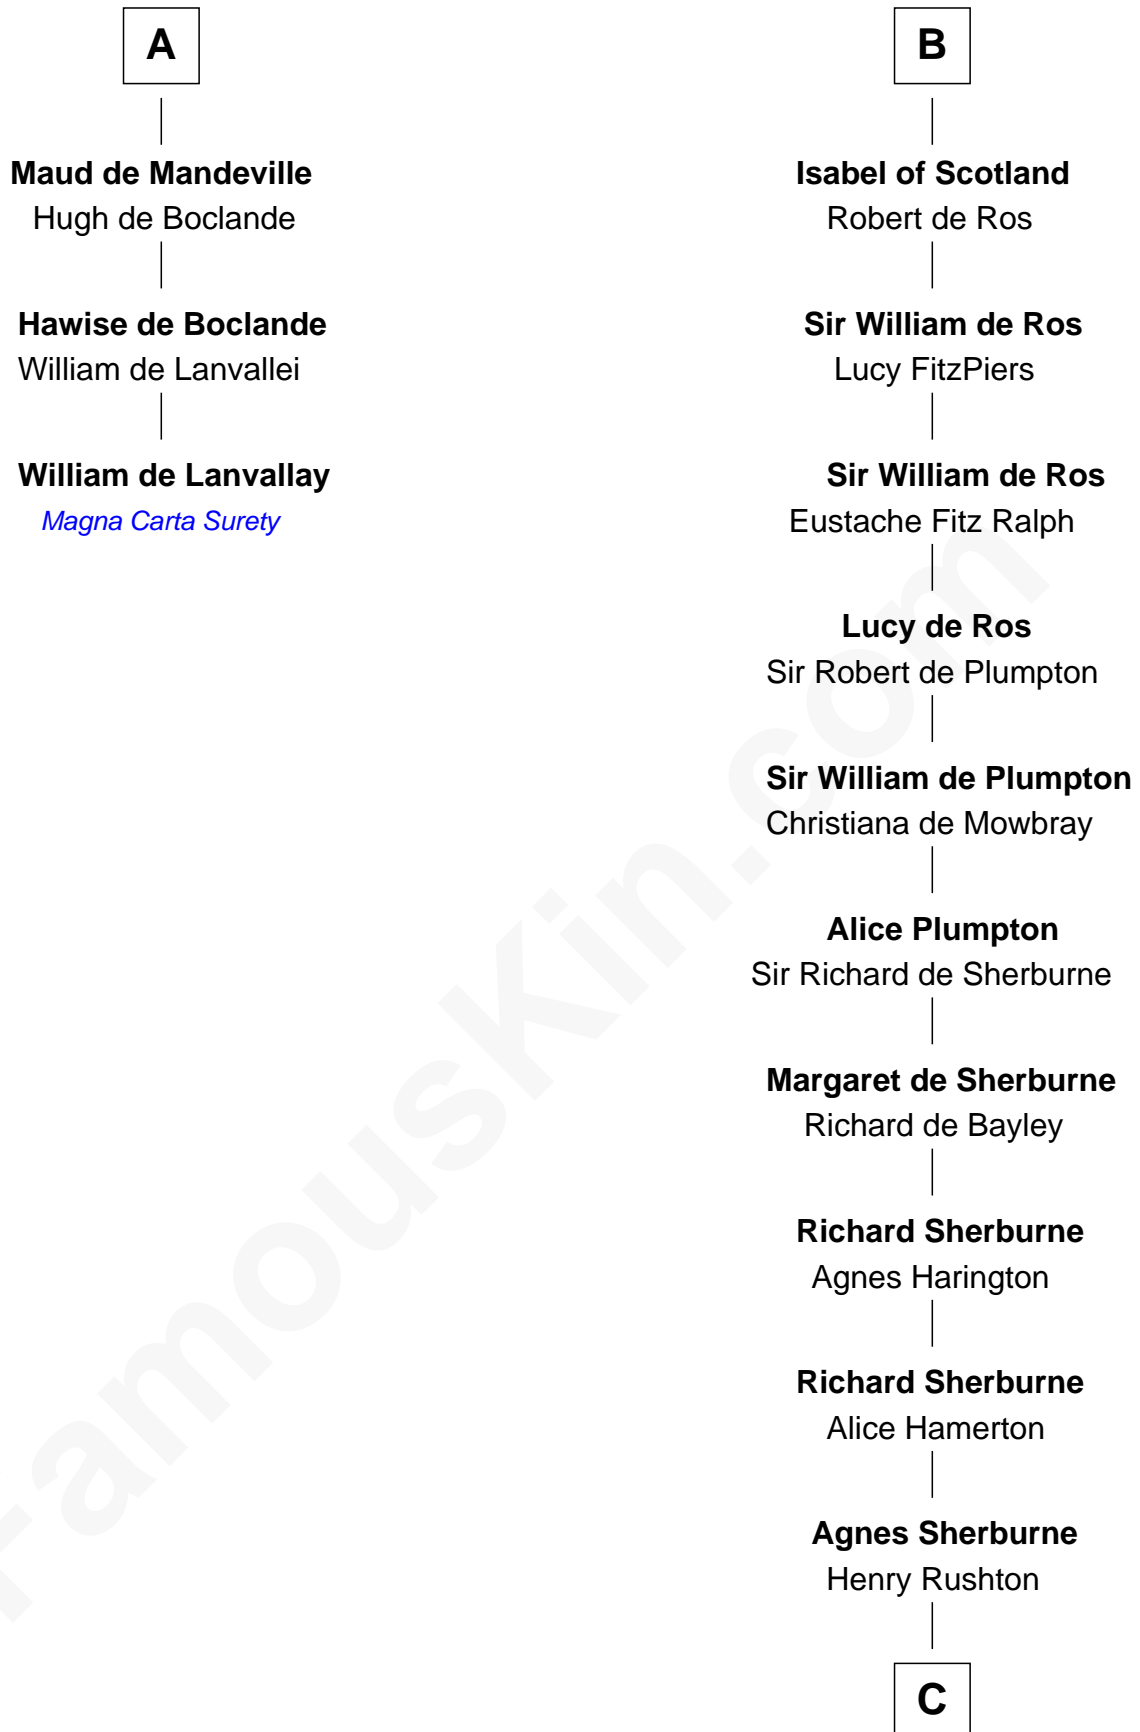 A
Maud de Mandeville
Hugh de Boclande
Hawise de Boclande
William de Lanvallei
William de Lanvallay
Magna Carta Surety
B
Isabel of Scotland
Robert de Ros
Sir William de Ros
Lucy FitzPiers
Sir William de Ros
Eustache Fitz Ralph
Lucy de Ros
Sir Robert de Plumpton
Sir William de Plumpton
Christiana de Mowbray
Alice Plumpton
Sir Richard de Sherburne
Margaret de Sherburne
Richard de Bayley
Richard Sherburne
Agnes Harington
Richard Sherburne
Alice Hamerton
Agnes Sherburne
Henry Rushton
C
FamousKin.com